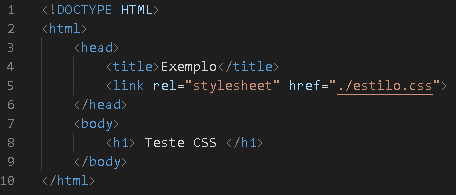 1 <!DOCTYPE HTML>
2 <html>
3 <head>
4 <title>Exemplo</title>
5 <link rel="stylesheet" href="./estilo.css">
6 </head>
7 <body>
8 <h1> Teste CSS </h1>
9 </body>
10 </html>